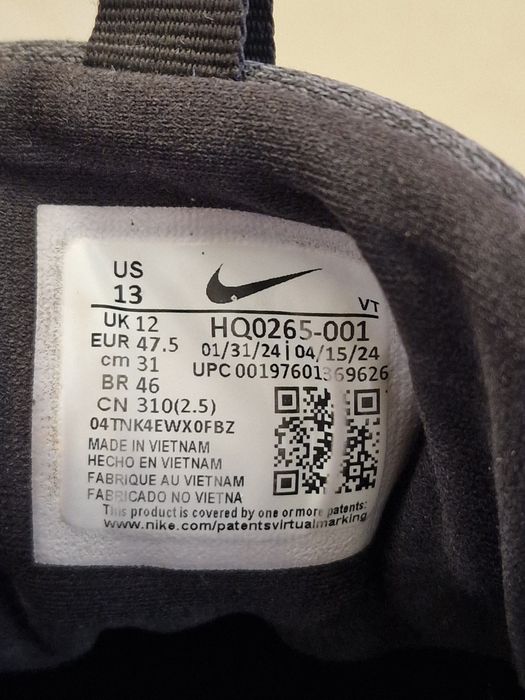 US
13
VT
UK 12
HQ0265-001
EUR 47.5
01/31/24 | 04/15/24
cm 31
UPC 00197601369626
BR 46
CN 310(2.5)
04TNK4EWX0FBZ
MADE IN VIETNAM
HECHO EN VIETNAM
FABRIQUE AU VIETNAM
FABRICADO NO VIETNA
This product is covered by one or more patents:
www.nike.com/patentsvirtualmarking